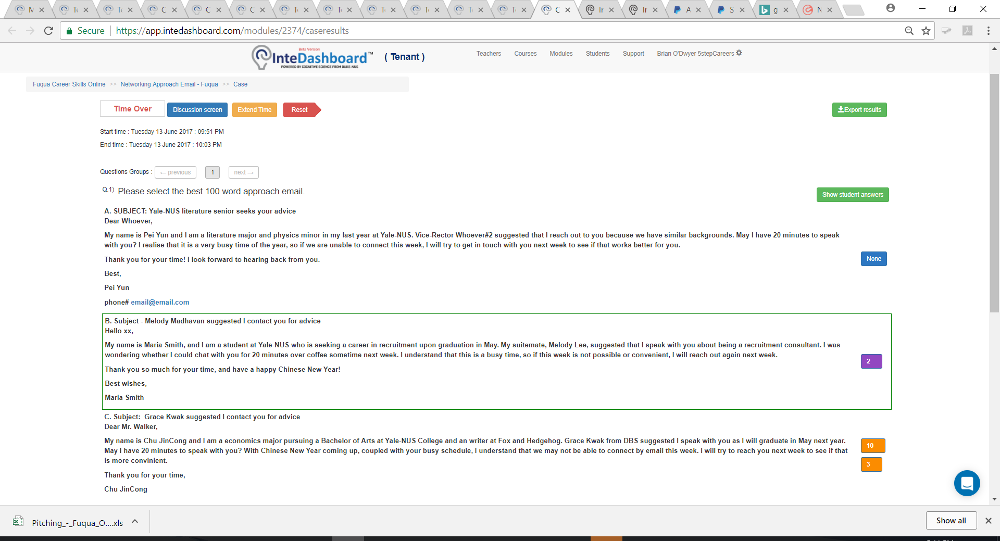 M
Te
Te
C
C
C
Te
Te
Te
Te
Te
Te
C
In
In
A
S
g
N
Secure
https://app.intedashboard.com/modules/2374/caseresults
Beta Version
InteDashboard™
POWERED BY COGNITIVE SCIENCE FROM DUKE-NUS
( Tenant )
Teachers
Courses
Modules
Students
Support
Brian O'Dwyer 5stepCareers
Fuqua Career Skills Online >> Networking Approach Email - Fuqua >> Case
Time Over
Discussion screen
Extend Time
Reset
Export results
Start time : Tuesday 13 June 2017 : 09:51 PM
End time : Tuesday 13 June 2017 : 10:03 PM
Questions Groups : ← previous 1 next →
Q.1) Please select the best 100 word approach email.
Show student answers
A. SUBJECT: Yale-NUS literature senior seeks your advice
Dear Whoever,
My name is Pei Yun and I am a literature major and physics minor in my last year at Yale-NUS. Vice-Rector Whoever#2 suggested that I reach out to you because we have similar backgrounds. May I have 20 minutes to speak
with you? I realise that it is a very busy time of the year, so if we are unable to connect this week, I will try to get in touch with you next week to see if that works better for you.
Thank you for your time! I look forward to hearing back from you.
None
Best,
Pei Yun
phone# email@email.com
B. Subject - Melody Madhavan suggested I contact you for advice
Hello xx,
My name is Maria Smith, and I am a student at Yale-NUS who is seeking a career in recruitment upon graduation in May. My suitemate, Melody Lee, suggested that I speak with you about being a recruitment consultant. I was
wondering whether I could chat with you for 20 minutes over coffee sometime next week. I understand that this is a busy time, so if this week is not possible or convenient, I will reach out again next week.
2
Thank you so much for your time, and have a happy Chinese New Year!
Best wishes,
Maria Smith
C. Subject: Grace Kwak suggested I contact you for advice
Dear Mr. Walker,
My name is Chu JinCong and I am a economics major pursuing a Bachelor of Arts at Yale-NUS College and an writer at Fox and Hedgehog. Grace Kwak from DBS suggested I speak with you as I will graduate in May next year.
May I have 20 minutes to speak with you? With Chinese New Year coming up, coupled with your busy schedule, I understand that we may not be able to connect by email this week. I will try to reach you next week to see if that
is more convinient.
10
3
Thank you for your time,
Chu JinCong
Pitching_-_Fuqua_O....xls
Show all